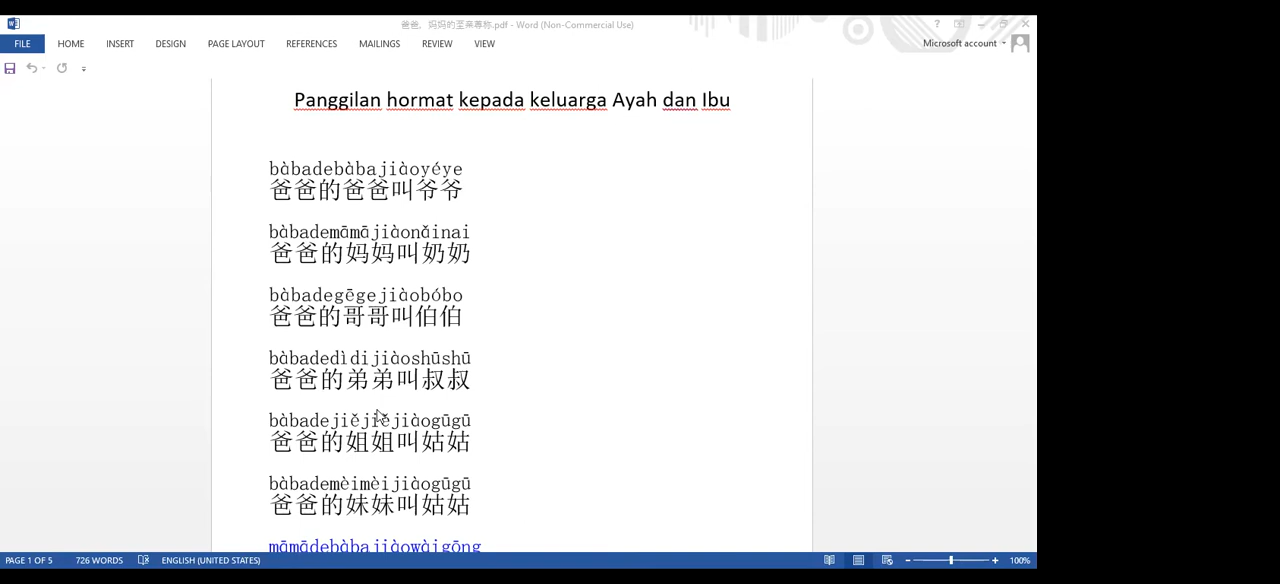 爸爸，妈妈的至亲尊称.pdf - Word (Non-Commercial Use)
?
FILE HOME INSERT DESIGN PAGE LAYOUT REFERENCES MAILINGS REVIEW VIEW
Microsoft account
Panggilan hormat kepada keluarga Ayah dan Ibu
bàbadebàbajiàoyéye
爸爸的爸爸叫爷爷
bàbademāmājiàonǎinai
爸爸的妈妈叫奶奶
bàbadegēgejiàobóbo
爸爸的哥哥叫伯伯
bàbadedìdijiàoshūshū
爸爸的弟弟叫叔叔
bàbadejiějiějiàogūgū
爸爸的姐姐叫姑姑
bàbademèimèijiàogūgū
爸爸的妹妹叫姑姑
māmādebàbajiàowàigōng
PAGE 1 OF 5 726 WORDS ENGLISH (UNITED STATES) 100%